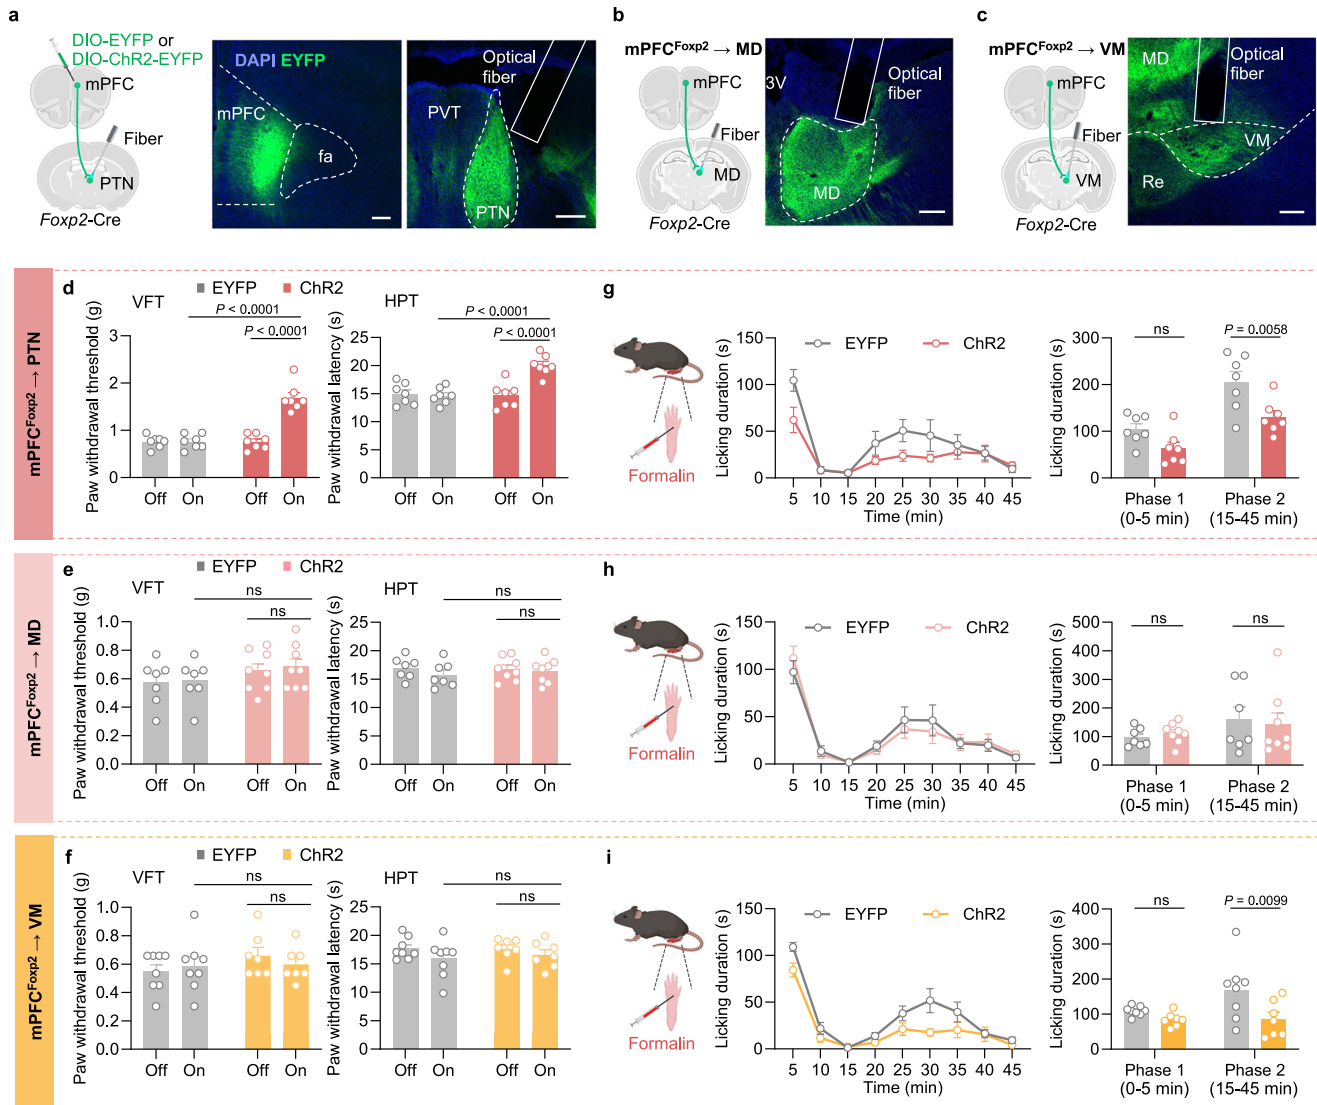 a
DIO-EYFP or
DIO-ChR2-EYFP
mPFC
Fiber
PTN
Foxp2-Cre
DAPI EYFP
mPFC
fa
Optical
fiber
PVT
PTN
b
mPFC^Foxp2 → MD
mPFC
Fiber
MD
Foxp2-Cre
3V
Optical
fiber
MD
c
mPFC^Foxp2 → VM
mPFC
Fiber
VM
Foxp2-Cre
MD
Optical
fiber
VM
Re
mPFC^Foxp2 → PTN
d
EYFP ChR2
VFT
P < 0.0001
P < 0.0001
Paw withdrawal threshold (g)
3
2
1
0
Off On Off On
HPT
P < 0.0001
P < 0.0001
Paw withdrawal latency (s)
25
20
15
10
5
0
Off On Off On
g
Formalin
EYFP ChR2
Licking duration (s)
150
100
50
0
5 10 15 20 25 30 35 40 45
Time (min)
ns
P = 0.0058
Licking duration (s)
300
200
100
0
Phase 1 Phase 2
(0-5 min) (15-45 min)
mPFC^Foxp2 → MD
e
EYFP ChR2
VFT
ns
ns
Paw withdrawal threshold (g)
1.0
0.8
0.6
0.4
0.2
0.0
Off On Off On
HPT
ns
ns
Paw withdrawal latency (s)
25
20
15
10
5
0
Off On Off On
h
Formalin
EYFP ChR2
Licking duration (s)
150
100
50
0
5 10 15 20 25 30 35 40 45
Time (min)
ns
ns
Licking duration (s)
500
400
300
200
100
0
Phase 1 Phase 2
(0-5 min) (15-45 min)
mPFC^Foxp2 → VM
f
EYFP ChR2
VFT
ns
ns
Paw withdrawal threshold (g)
1.0
0.8
0.6
0.4
0.2
0.0
Off On Off On
HPT
ns
ns
Paw withdrawal latency (s)
25
20
15
10
5
0
Off On Off On
i
Formalin
EYFP ChR2
Licking duration (s)
150
100
50
0
5 10 15 20 25 30 35 40 45
Time (min)
ns
P = 0.0099
Licking duration (s)
400
300
200
100
0
Phase 1 Phase 2
(0-5 min) (15-45 min)